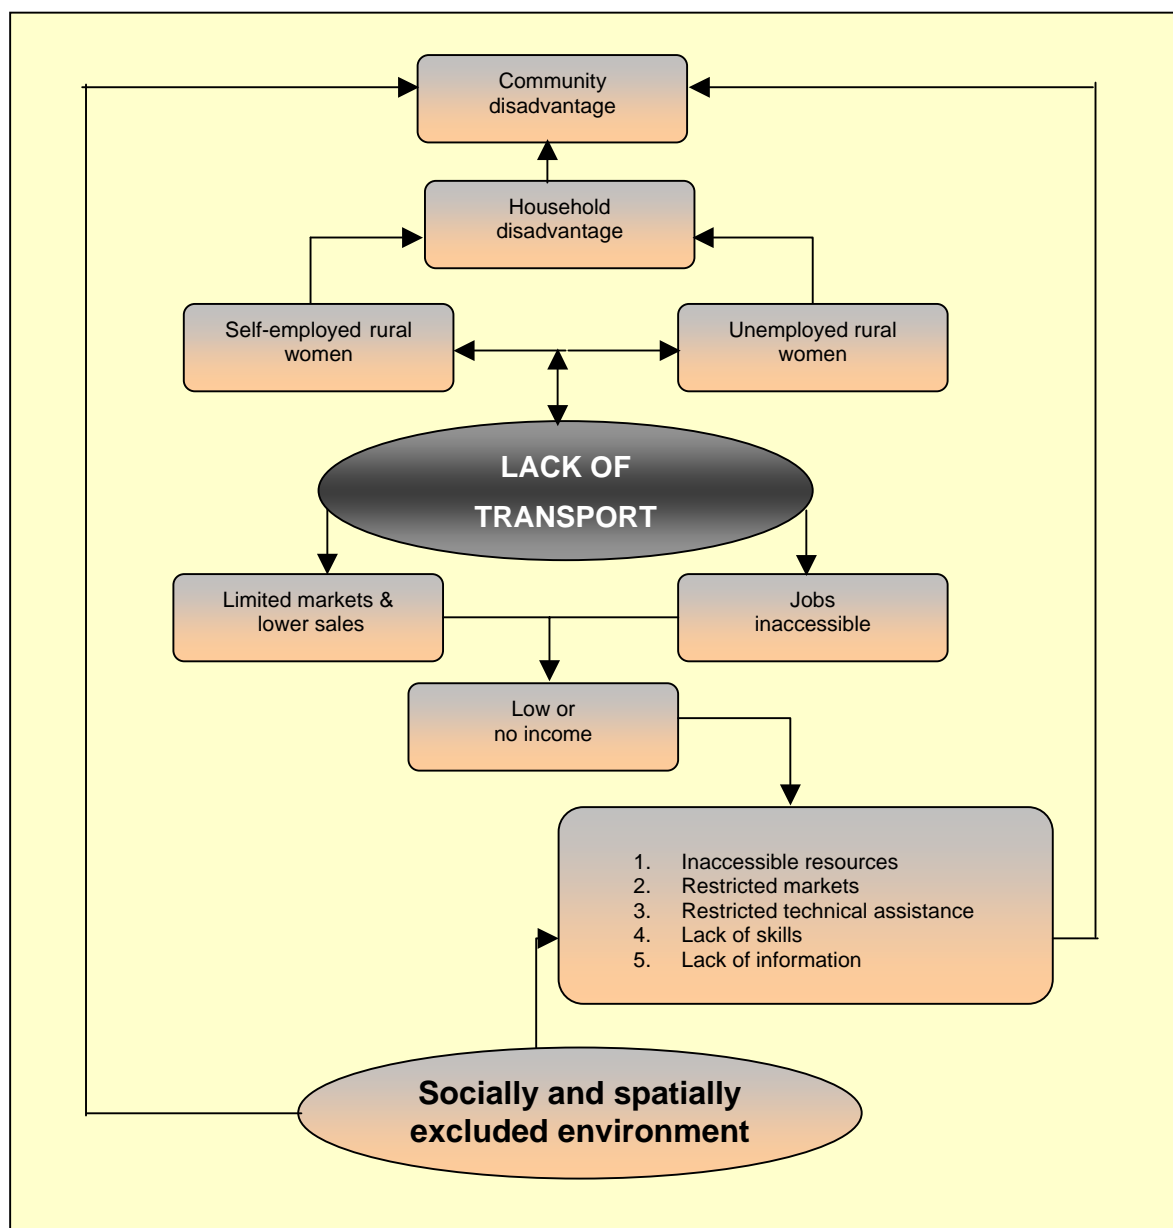 Community
disadvantage
Household
disadvantage
Self-employed rural
women
Unemployed rural
women
LACK OF
TRANSPORT
Limited markets &
lower sales
Jobs
inaccessible
Low or
no income
1. Inaccessible resources
2. Restricted markets
3. Restricted technical assistance
4. Lack of skills
5. Lack of information
Socially and spatially
excluded environment